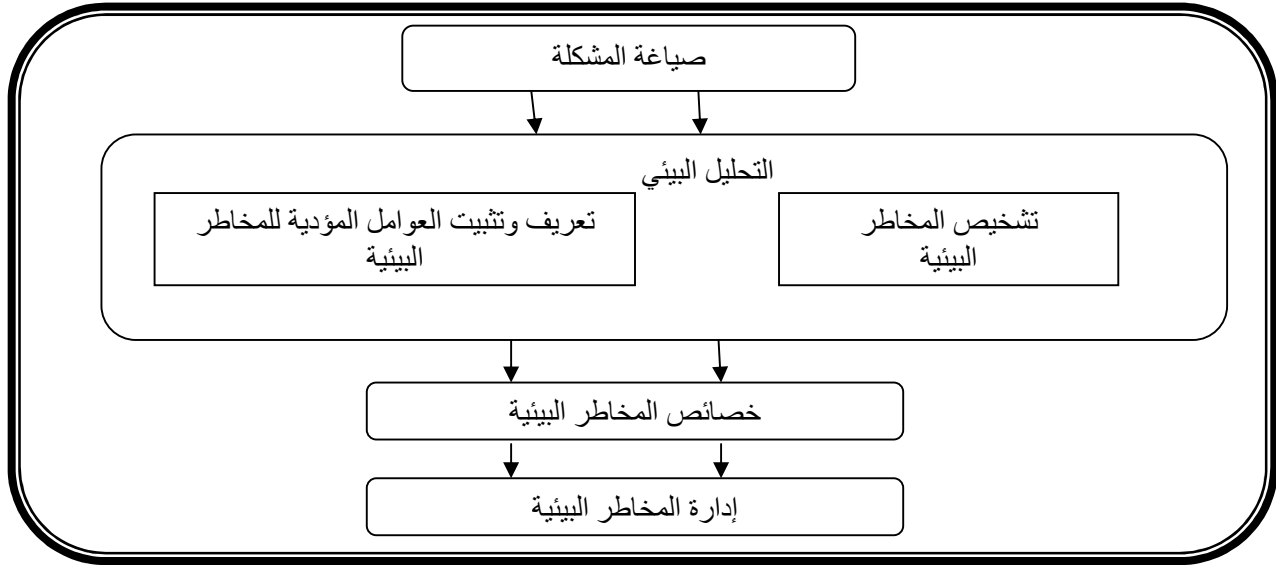 صياغة المشكلة
التحليل البيئي
تشخيص المخاطر
البيئية
تعريف وتثبيت العوامل المؤدية للمخاطر
البيئية
خصائص المخاطر البيئية
إدارة المخاطر البيئية